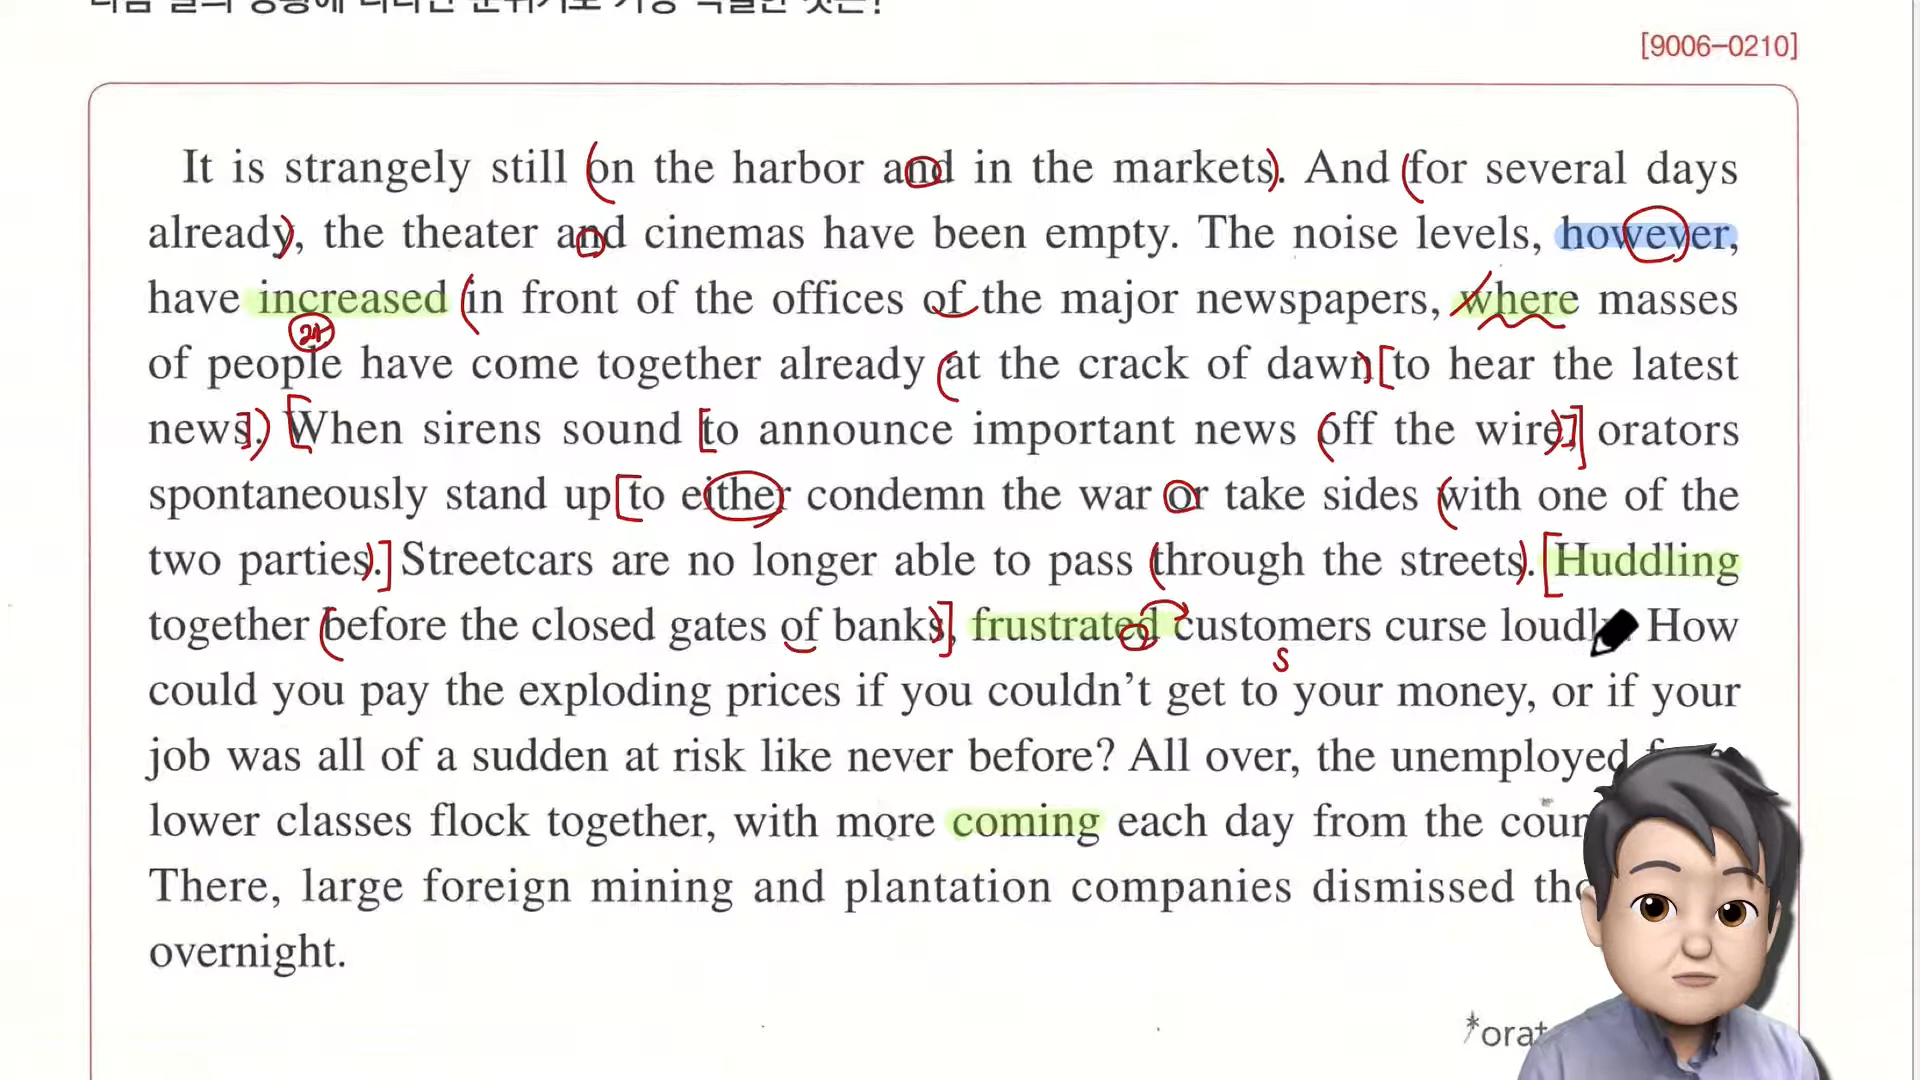 [9006-0210]
It is strangely still on the harbor and in the markets. And for several days
already, the theater and cinemas have been empty. The noise levels, however,
have increased in front of the offices of the major newspapers, where masses
of people have come together already at the crack of dawn to hear the latest
news. When sirens sound to announce important news off the wire, orators
spontaneously stand up to either condemn the war or take sides with one of the
two parties. Streetcars are no longer able to pass through the streets. Huddling
together before the closed gates of banks, frustrated customers curse loudly. How
S
could you pay the exploding prices if you couldn't get to your money, or if your
job was all of a sudden at risk like never before? All over, the unemployed
lower classes flock together, with more coming each day from the
There, large foreign mining and plantation companies dismissed
overnight.